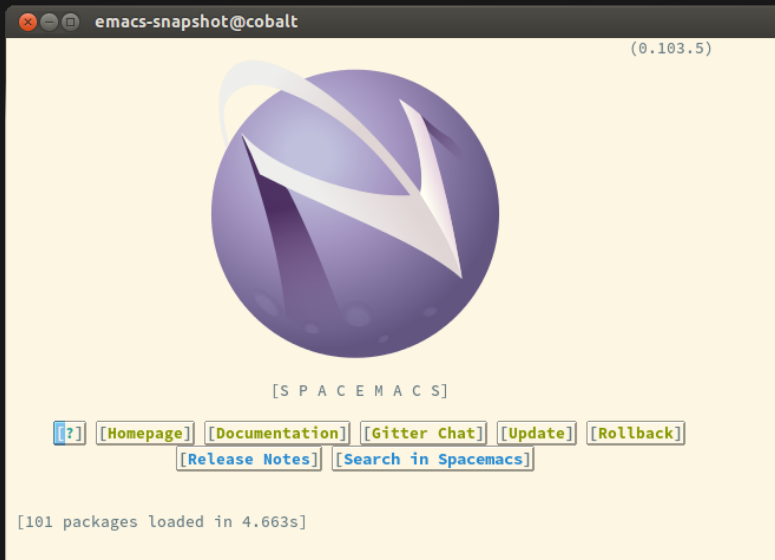 emacs-snapshot@cobalt
(0.103.5)
[S P A C E M A C S]
[?] [Homepage] [Documentation] [Gitter Chat] [Update] [Rollback]
[Release Notes] [Search in Spacemacs]
[101 packages loaded in 4.663s]